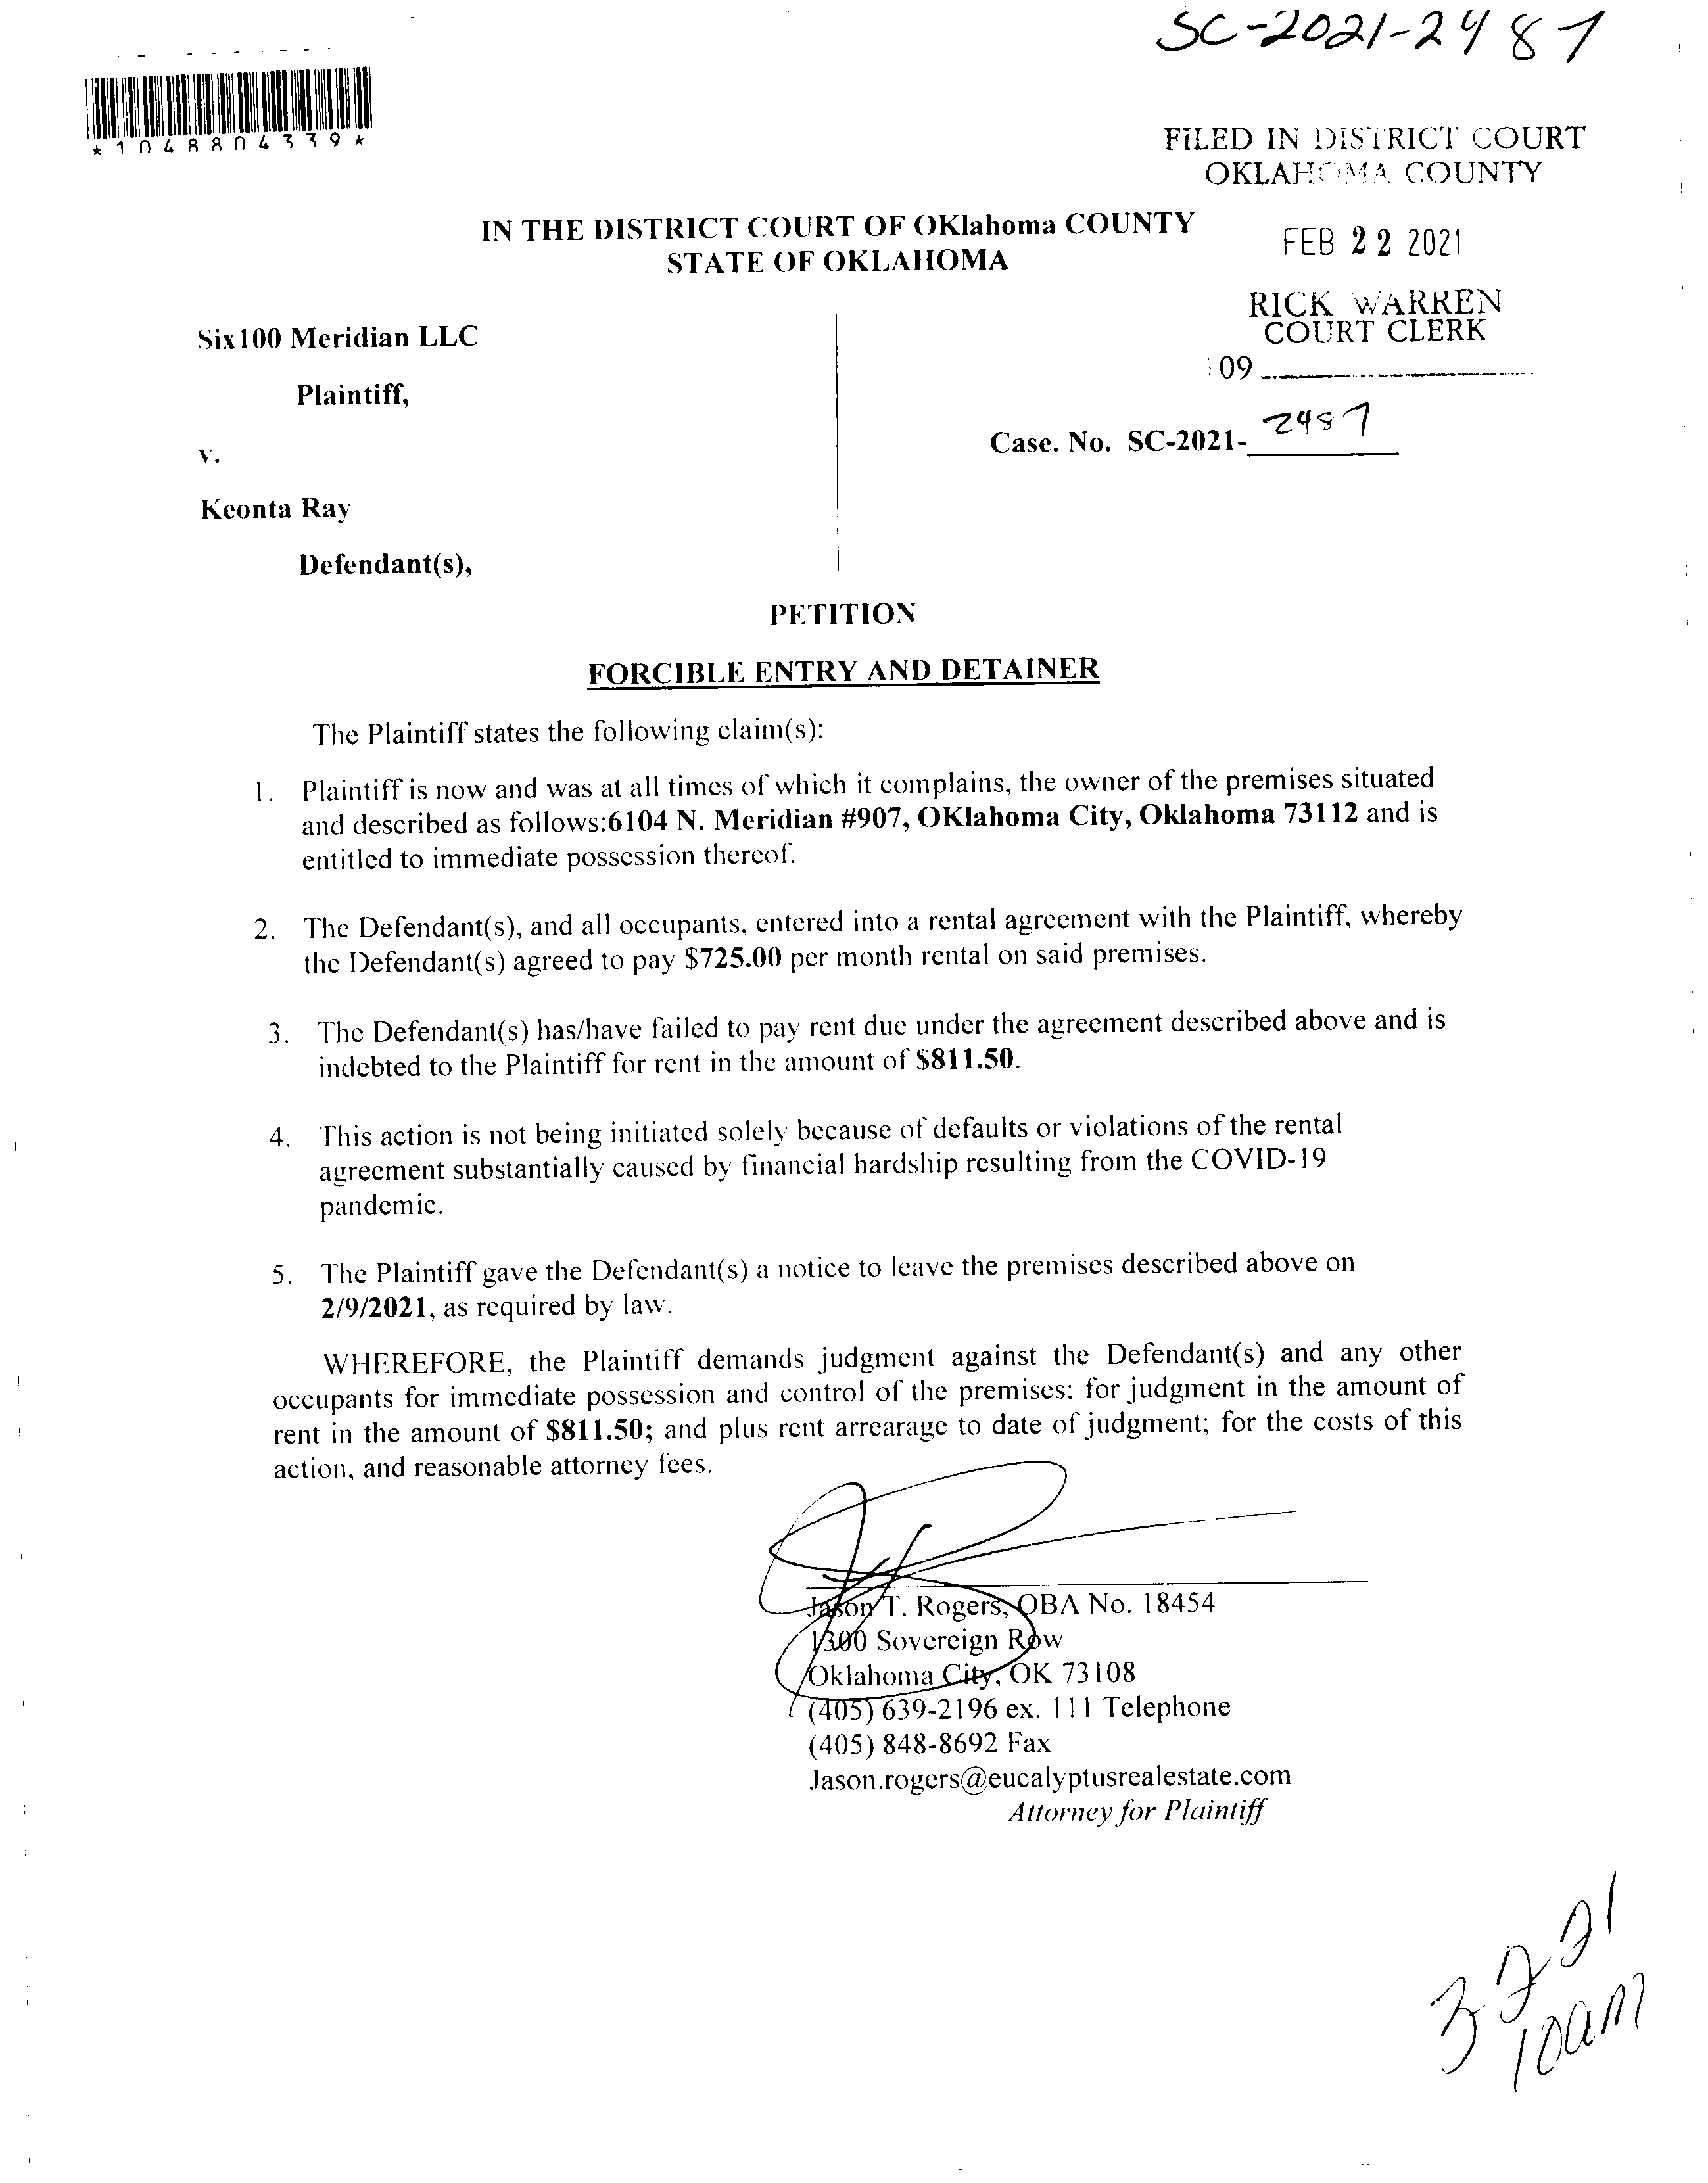 SC-2021-2487
*1048804339*
FILED IN DISTRICT COURT
OKLAHOMA COUNTY
IN THE DISTRICT COURT OF OKlahoma COUNTY
STATE OF OKLAHOMA
FEB 22 2021
RICK WARREN
COURT CLERK
Six100 Meridian LLC
09
Plaintiff,
Case. No. SC-2021-2487
v.
Keonta Ray
Defendant(s),
PETITION
FORCIBLE ENTRY AND DETAINER
The Plaintiff states the following claim(s):
1. Plaintiff is now and was at all times of which it complains, the owner of the premises situated
and described as follows:6104 N. Meridian #907, OKlahoma City, Oklahoma 73112 and is
entitled to immediate possession thereof.
2. The Defendant(s), and all occupants, entered into a rental agreement with the Plaintiff, whereby
the Defendant(s) agreed to pay $725.00 per month rental on said premises.
3. The Defendant(s) has/have failed to pay rent due under the agreement described above and is
indebted to the Plaintiff for rent in the amount of $811.50.
4. This action is not being initiated solely because of defaults or violations of the rental
agreement substantially caused by financial hardship resulting from the COVID-19
pandemic.
5. The Plaintiff gave the Defendant(s) a notice to leave the premises described above on
2/9/2021, as required by law.
WHEREFORE, the Plaintiff demands judgment against the Defendant(s) and any other
occupants for immediate possession and control of the premises; for judgment in the amount of
rent in the amount of $811.50; and plus rent arrearage to date of judgment; for the costs of this
action, and reasonable attorney fees.
Jason T. Rogers, OBA No. 18454
1300 Sovereign Row
Oklahoma City, OK 73108
(405) 639-2196 ex. 111 Telephone
(405) 848-8692 Fax
Jason.rogers@eucalyptusrealestate.com
Attorney for Plaintiff
3-2-21
10am